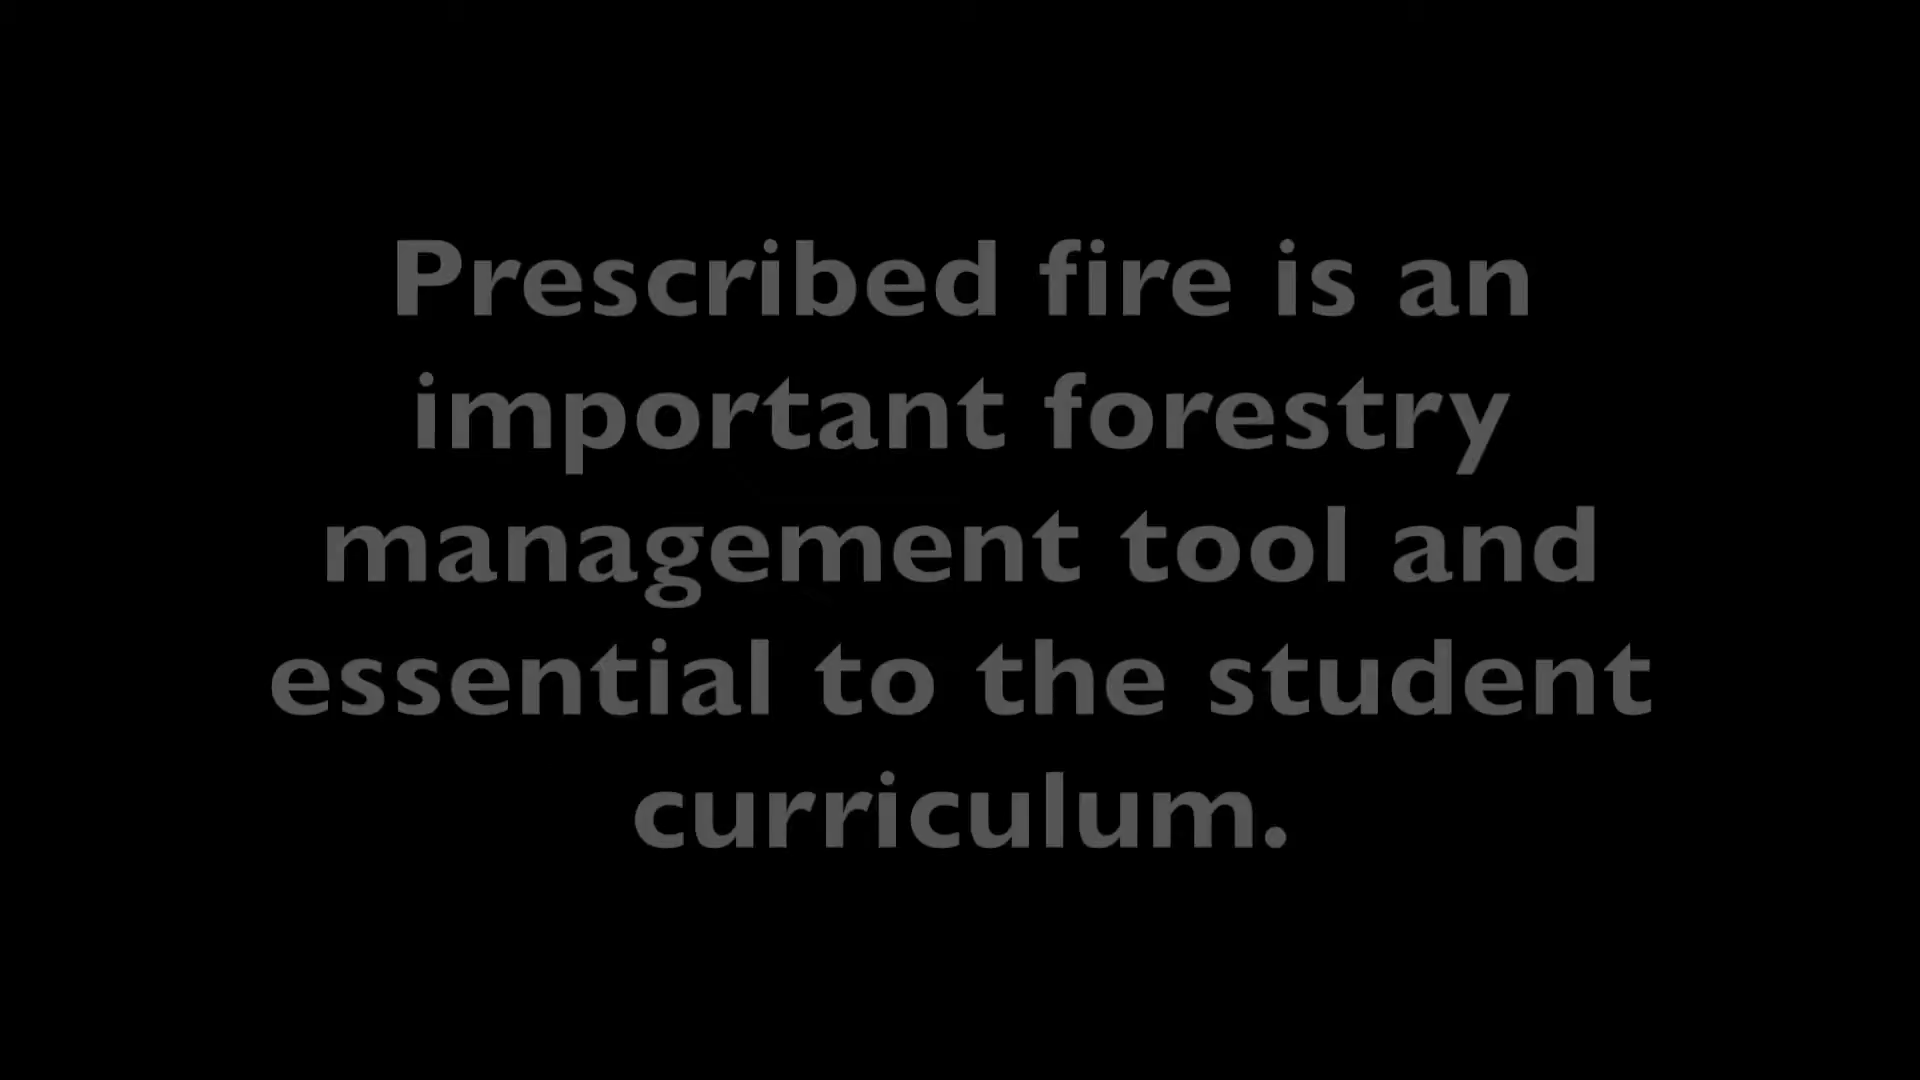 Prescribed fire is an
important forestry
management tool and
essential to the student
curriculum.